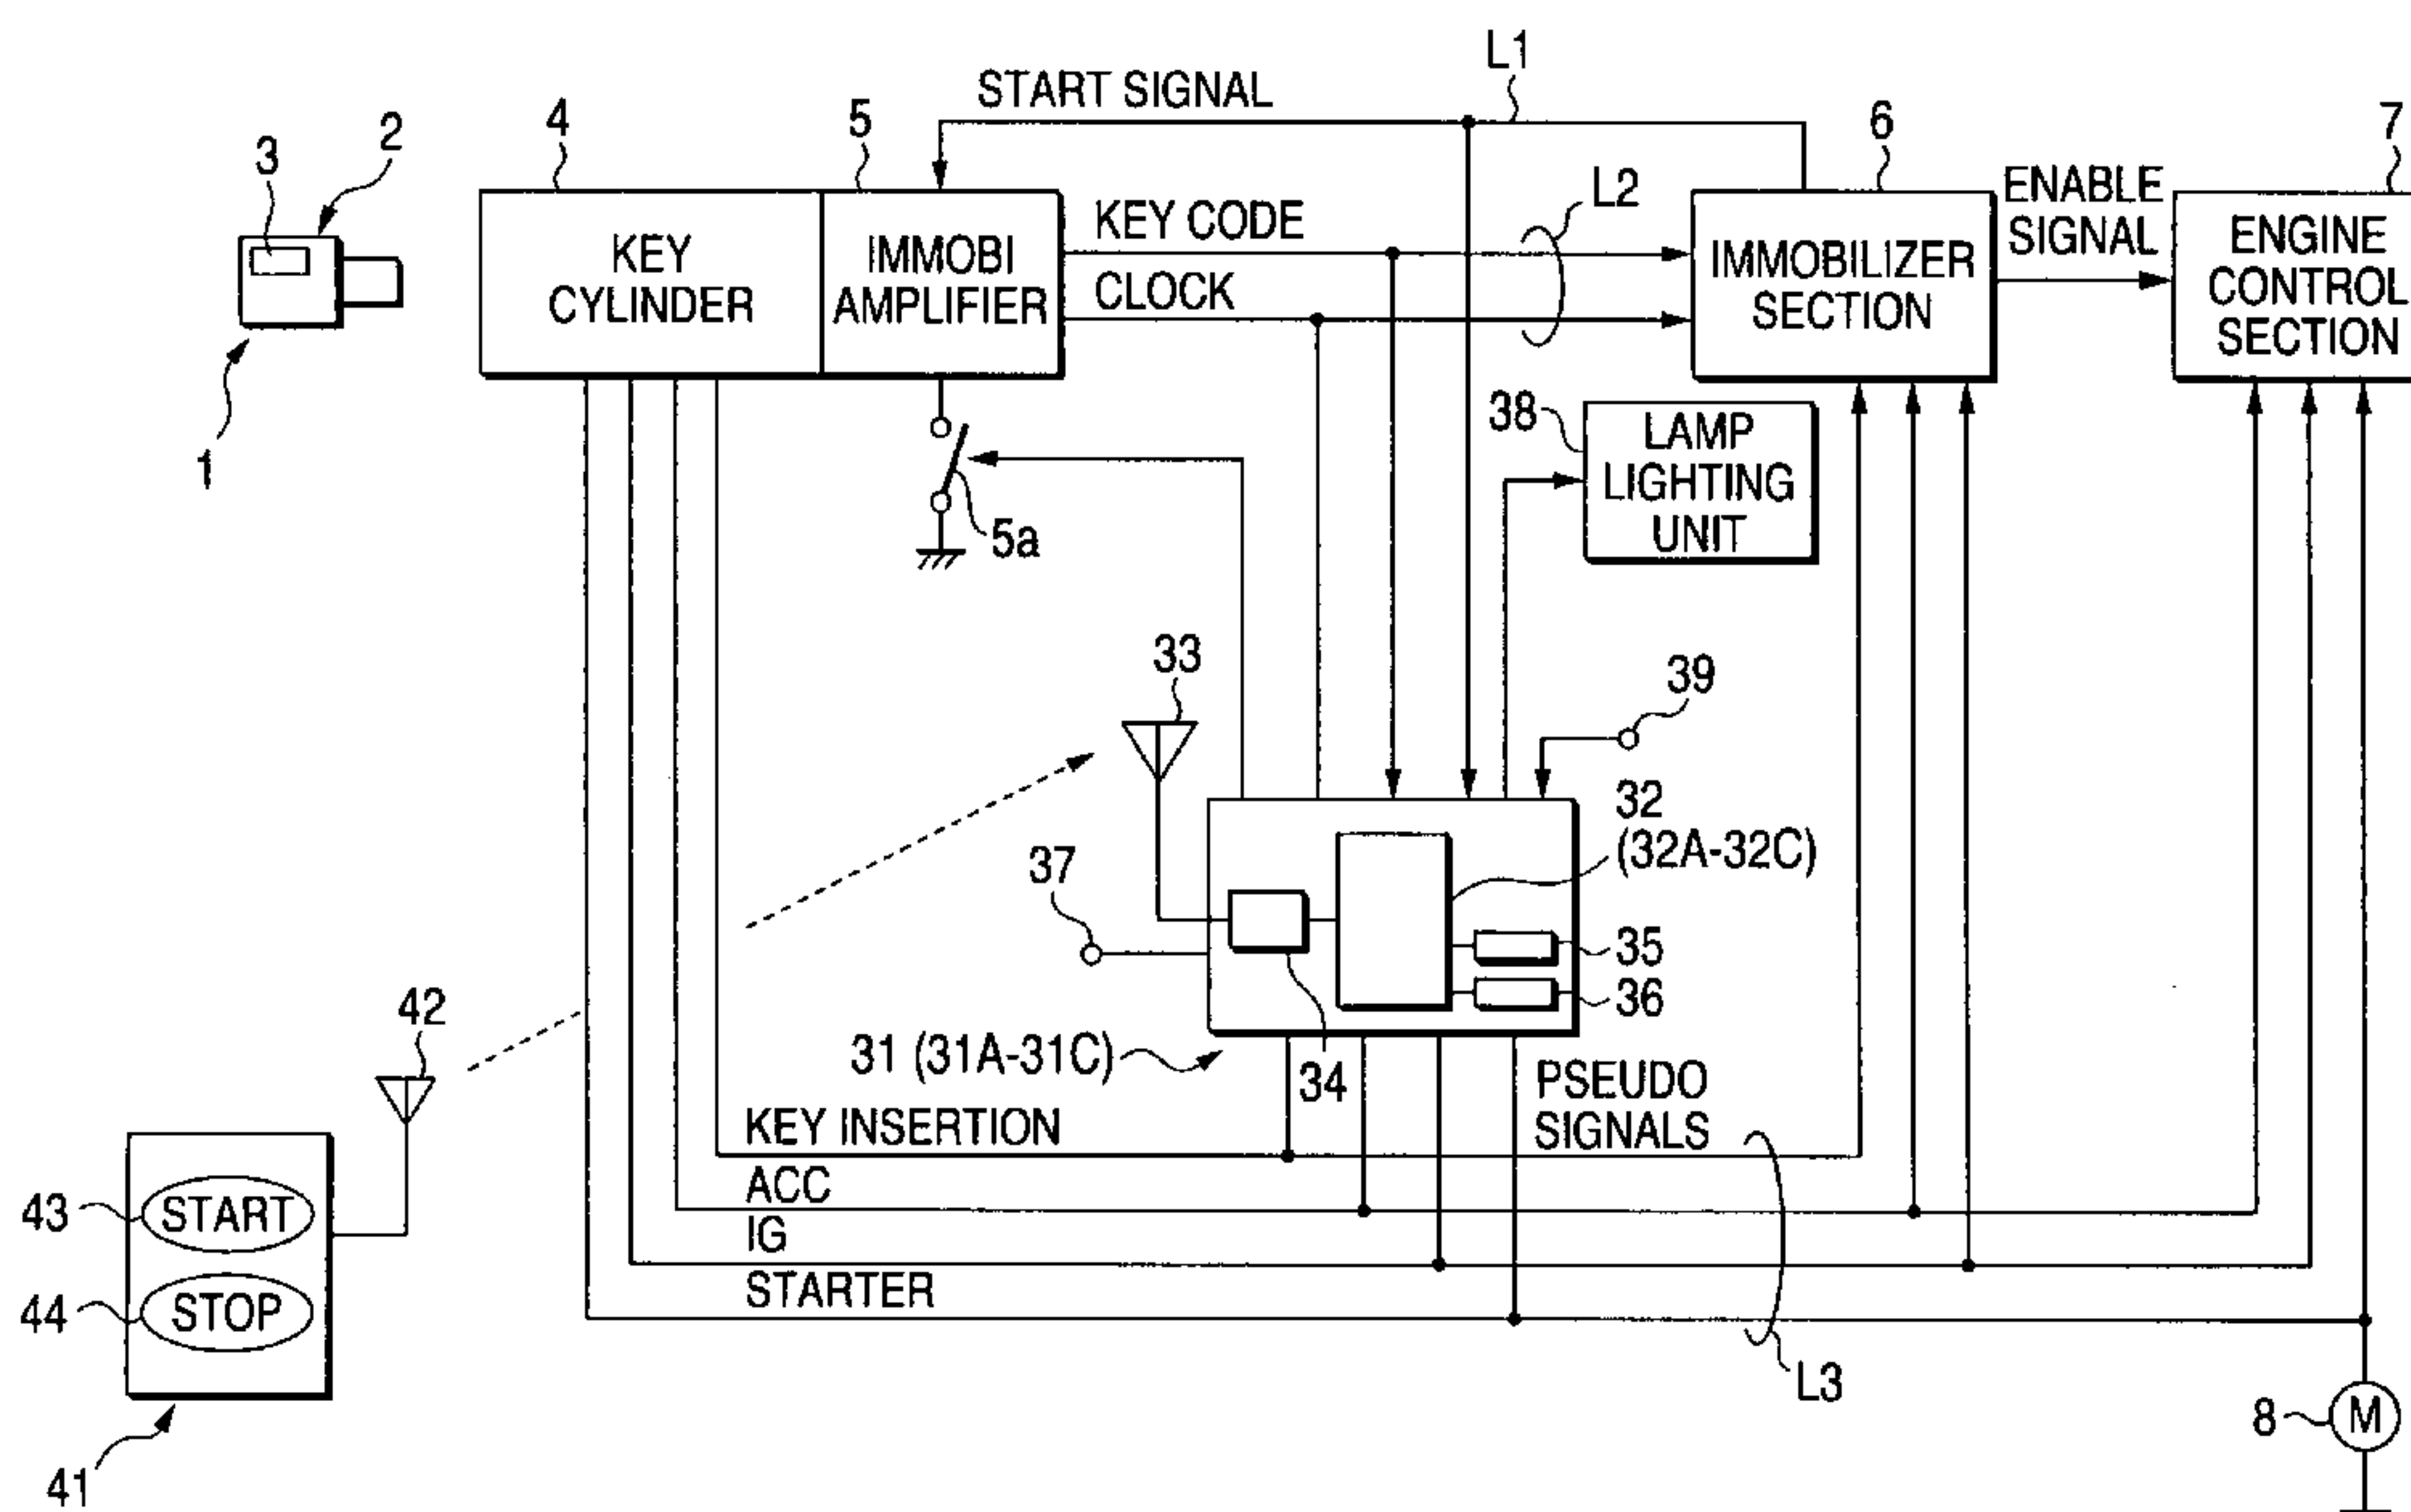 L1
START SIGNAL
4
5
6
7
3
2
L2
ENABLE
SIGNAL
KEY CODE
CLOCK
KEY
CYLINDER
IMMOBI
AMPLIFIER
IMMOBILIZER
SECTION
ENGINE
CONTROL
SECTION
1
38
LAMP
LIGHTING
UNIT
5a
33
39
32
(32A-32C)
37
35
36
42
31 (31A-31C)
34
PSEUDO
SIGNALS
KEY INSERTION
ACC
IG
STARTER
43
START
44
STOP
L3
8
M
41